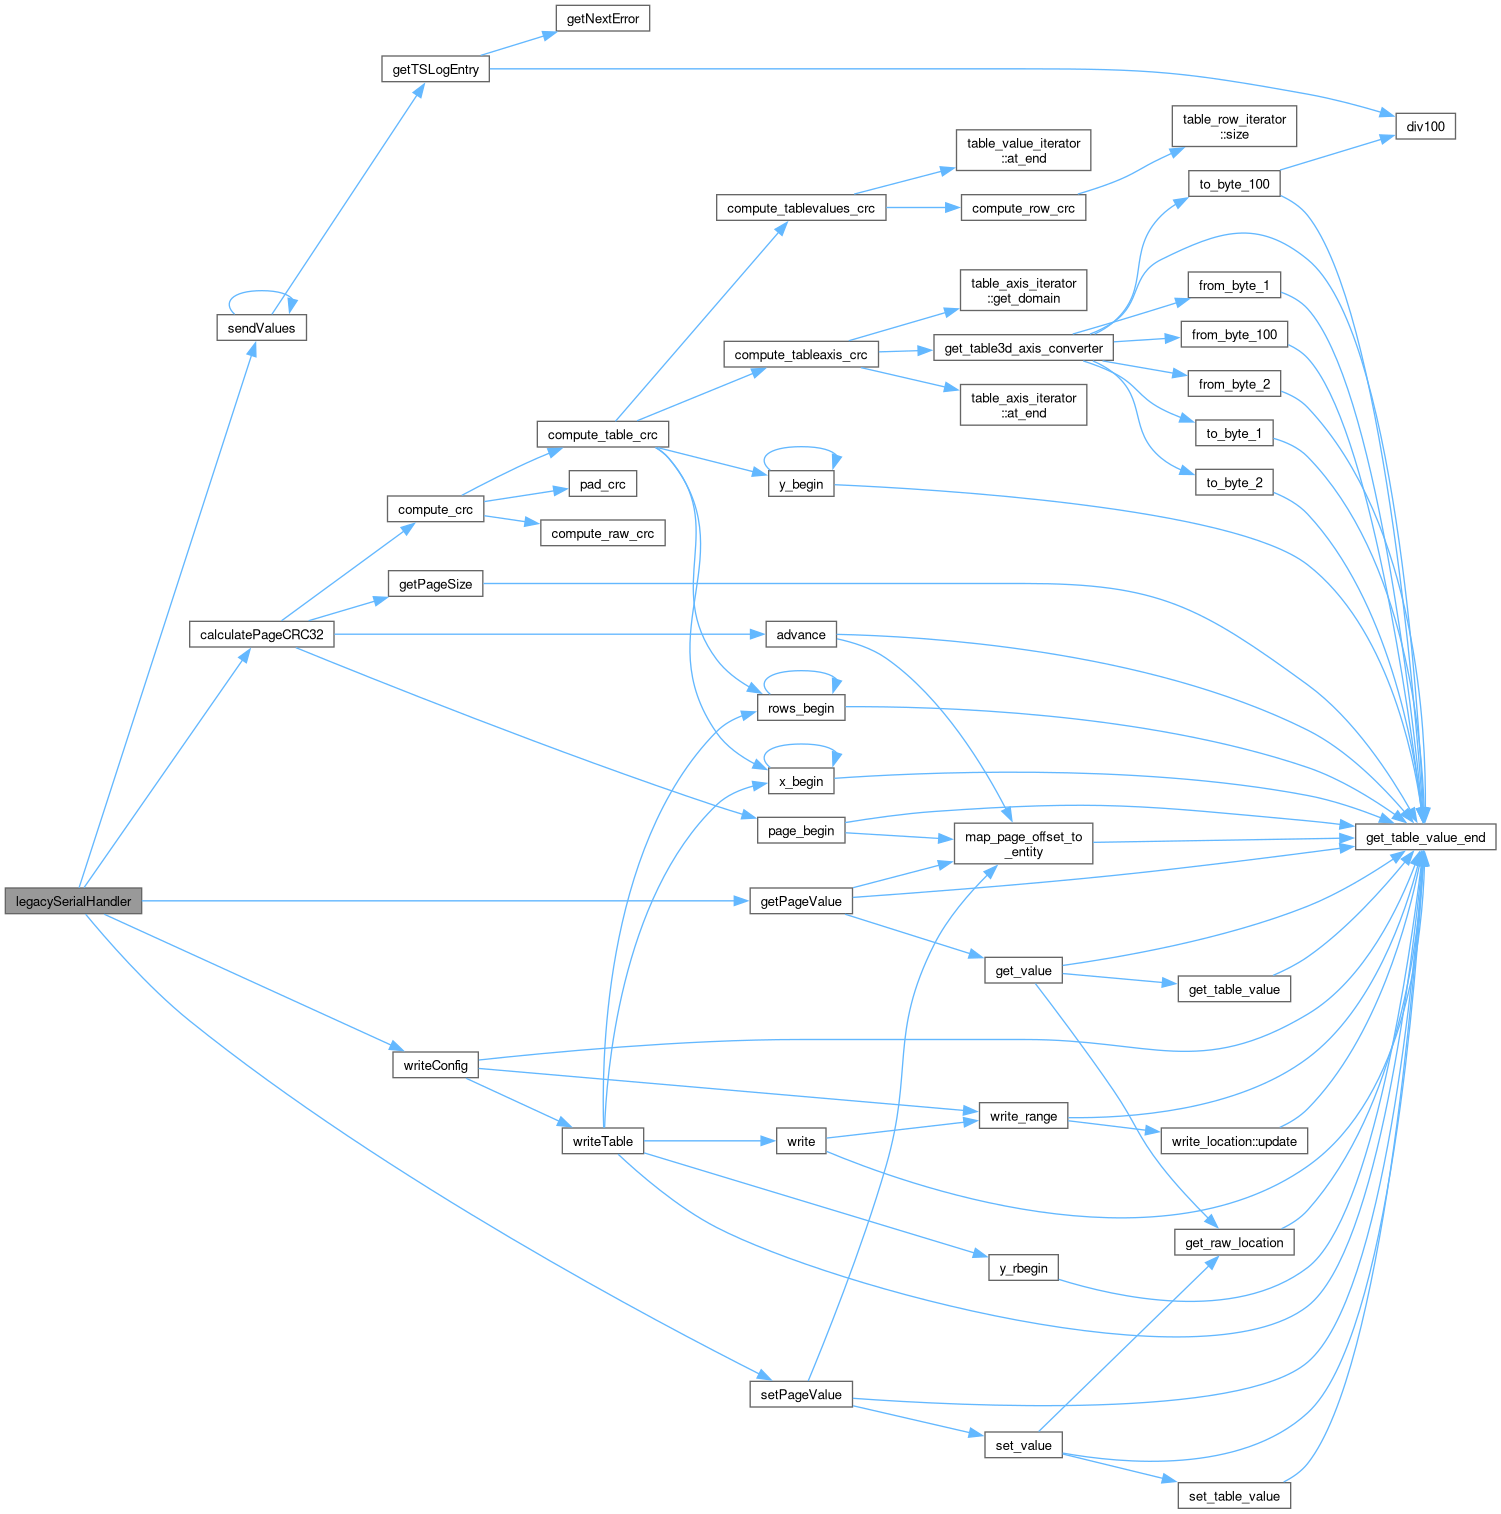 getNextError
getTSLogEntry
div100
table_row_iterator
::size
table_value_iterator
::at_end
to_byte_100
compute_tablevalues_crc
compute_row_crc
table_axis_iterator
::get_domain
from_byte_1
sendValues
from_byte_100
get_table3d_axis_converter
compute_tableaxis_crc
from_byte_2
table_axis_iterator
::at_end
compute_table_crc
to_byte_1
y_begin
pad_crc
to_byte_2
compute_crc
compute_raw_crc
getPageSize
calculatePageCRC32
advance
rows_begin
x_begin
page_begin
map_page_offset_to
_entity
get_table_value_end
legacySerialHandler
getPageValue
get_value
get_table_value
writeConfig
write_range
writeTable
write
write_location::update
get_raw_location
y_rbegin
setPageValue
set_value
set_table_value